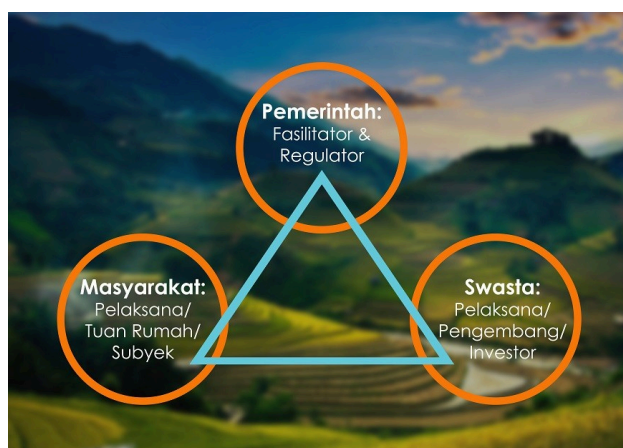 Pemerintah:
Fasilitator &
Regulator
Masyarakat:
Pelaksana/
Tuan Rumah/
Subyek
Swasta:
Pelaksana/
Pengembang/
Investor